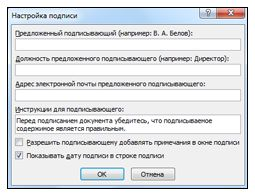 Настройка подписи
Предложенный подписывающий (например: В. А. Белов):
Должность предложенного подписывающего (например: Директор):
Адрес электронной почты предложенного подписывающего:
Инструкции для подписывающего:
Перед подписанием документа убедитесь, что подписываемое
содержимое является правильным.
Разрешить подписывающему добавлять примечания в окне подписи
Показывать дату подписи в строке подписи
ОК
Отмена